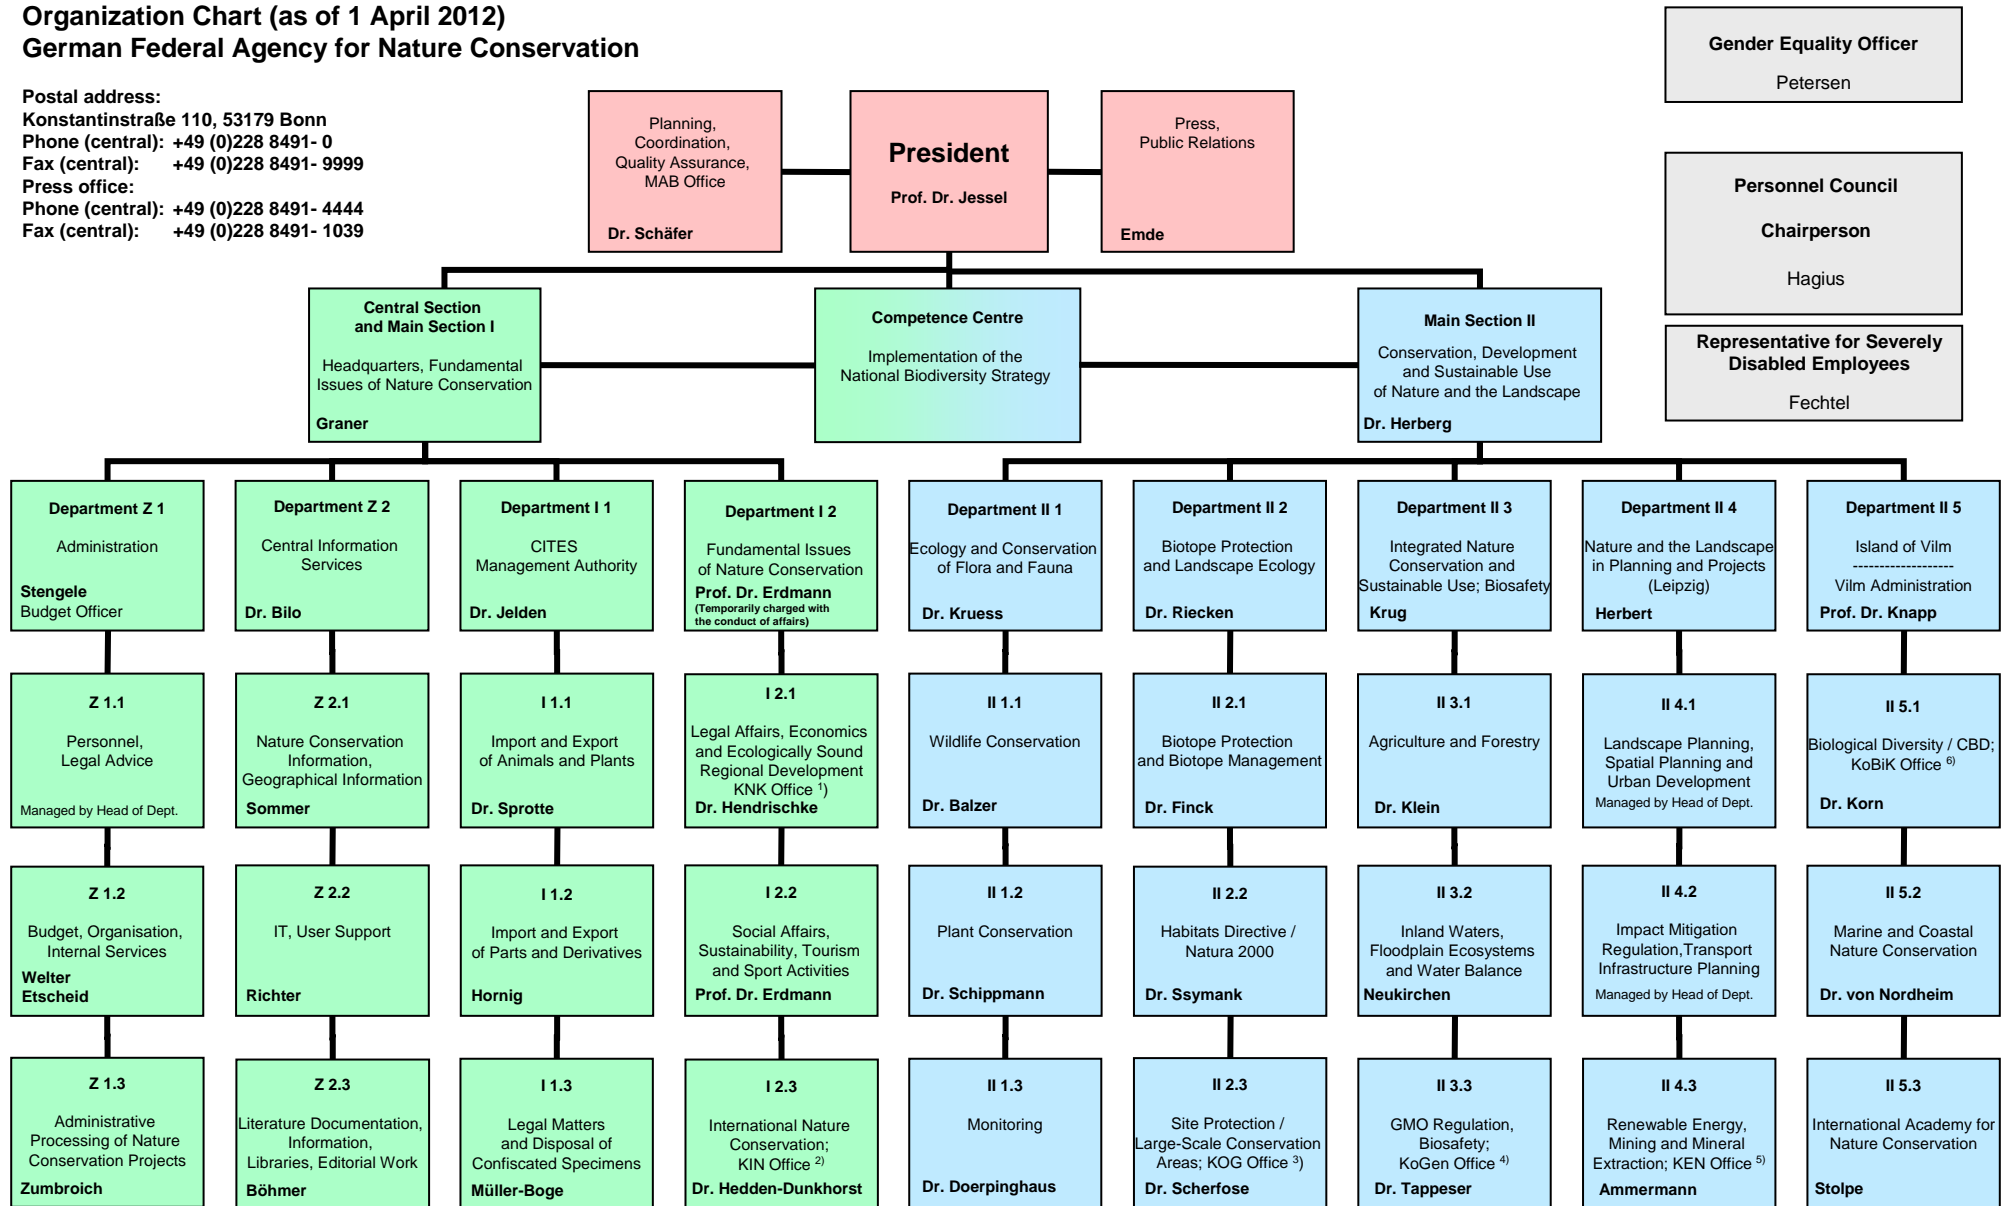 Organization Chart (as of 1 April 2012)
German Federal Agency for Nature Conservation
Postal address:
Konstantinstraße 110, 53179 Bonn
Phone (central): +49 (0)228 8491- 0
Fax (central): +49 (0)228 8491- 9999
Press office:
Phone (central): +49 (0)228 8491- 4444
Fax (central): +49 (0)228 8491- 1039
Planning,
Coordination,
Quality Assurance,
MAB Office
Dr. Schäfer
President
Prof. Dr. Jessel
Press,
Public Relations
Emde
Gender Equality Officer
Petersen
Personnel Council
Chairperson
Hagius
Representative for Severely
Disabled Employees
Fechtel
Central Section
and Main Section I
Headquarters, Fundamental
Issues of Nature Conservation
Graner
Competence Centre
Implementation of the
National Biodiversity Strategy
Main Section II
Conservation, Development
and Sustainable Use
of Nature and the Landscape
Dr. Herberg
Department Z 1
Administration
Stengele
Budget Officer
Department Z 2
Central Information
Services
Dr. Bilo
Department I 1
CITES
Management Authority
Dr. Jelden
Department I 2
Fundamental Issues
of Nature Conservation
Prof. Dr. Erdmann
(Temporarily charged with
the conduct of affairs)
Department II 1
Ecology and Conservation
of Flora and Fauna
Dr. Kruess
Department II 2
Biotope Protection
and Landscape Ecology
Dr. Riecken
Department II 3
Integrated Nature
Conservation and
Sustainable Use; Biosafety
Krug
Department II 4
Nature and the Landscape
in Planning and Projects
(Leipzig)
Herbert
Department II 5
Island of Vilm
-------------------
Vilm Administration
Prof. Dr. Knapp
Z 1.1
Personnel,
Legal Advice
Managed by Head of Dept.
Z 2.1
Nature Conservation
Information,
Geographical Information
Sommer
I 1.1
Import and Export
of Animals and Plants
Dr. Sprotte
I 2.1
Legal Affairs, Economics
and Ecologically Sound
Regional Development
KNK Office 1)
Dr. Hendrischke
II 1.1
Wildlife Conservation
Dr. Balzer
II 2.1
Biotope Protection
and Biotope Management
Dr. Finck
II 3.1
Agriculture and Forestry
Dr. Klein
II 4.1
Landscape Planning,
Spatial Planning and
Urban Development
Managed by Head of Dept.
II 5.1
Biological Diversity / CBD;
KoBiK Office 6)
Dr. Korn
Z 1.2
Budget, Organisation,
Internal Services
Welter
Etscheid
Z 2.2
IT, User Support
Richter
I 1.2
Import and Export
of Parts and Derivatives
Hornig
I 2.2
Social Affairs,
Sustainability, Tourism
and Sport Activities
Prof. Dr. Erdmann
II 1.2
Plant Conservation
Dr. Schippmann
II 2.2
Habitats Directive /
Natura 2000
Dr. Ssymank
II 3.2
Inland Waters,
Floodplain Ecosystems
and Water Balance
Neukirchen
II 4.2
Impact Mitigation
Regulation,Transport
Infrastructure Planning
Managed by Head of Dept.
II 5.2
Marine and Coastal
Nature Conservation
Dr. von Nordheim
Z 1.3
Administrative
Processing of Nature
Conservation Projects
Zumbroich
Z 2.3
Literature Documentation,
Information,
Libraries, Editorial Work
Böhmer
I 1.3
Legal Matters
and Disposal of
Confiscated Specimens
Müller-Boge
I 2.3
International Nature
Conservation;
KIN Office 2)
Dr. Hedden-Dunkhorst
II 1.3
Monitoring
Dr. Doerpinghaus
II 2.3
Site Protection /
Large-Scale Conservation
Areas; KOG Office 3)
Dr. Scherfose
II 3.3
GMO Regulation,
Biosafety;
KoGen Office 4)
Dr. Tappeser
II 4.3
Renewable Energy,
Mining and Mineral
Extraction; KEN Office 5)
Ammermann
II 5.3
International Academy for
Nature Conservation
Stolpe